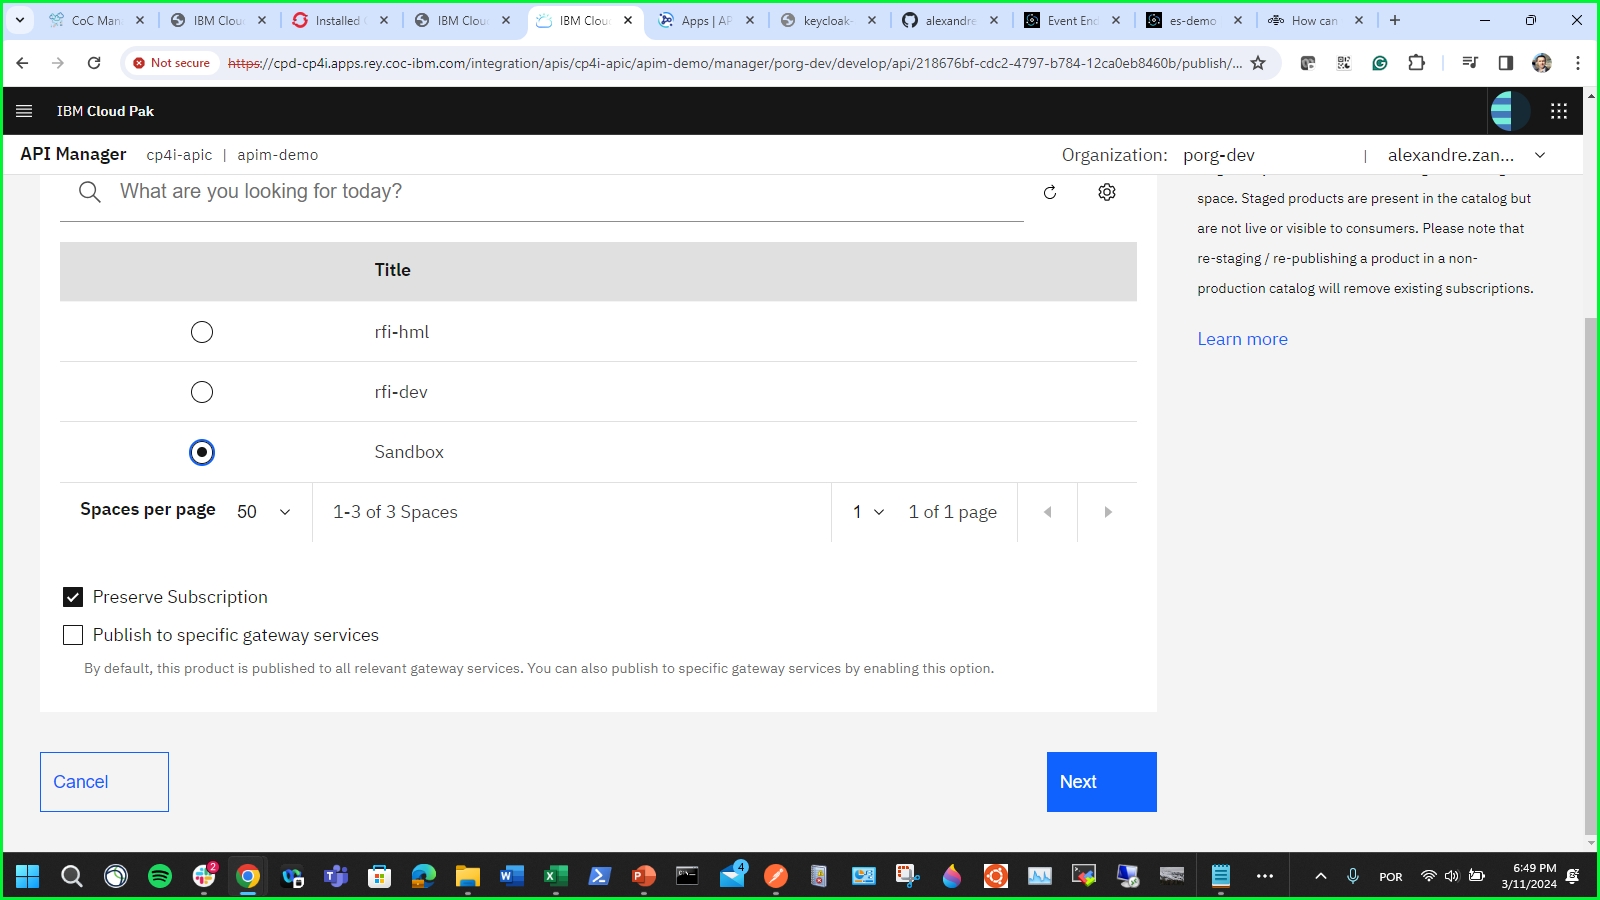 CoC Man
IBM Clou
Installed
IBM Clou
IBM Clou
Apps | AP
keycloak-
alexandre
Event End
es-demo
How can
Not secure
https://cpd-cp4i.apps.rey.coc-ibm.com/integration/apis/cp4i-apic/apim-demo/manager/porg-dev/develop/api/218676bf-cdc2-4797-b784-12ca0eb8460b/publish/...
IBM Cloud Pak
API Manager cp4i-apic | apim-demo
Organization: porg-dev | alexandre.zan...
What are you looking for today?
space. Staged products are present in the catalog but
are not live or visible to consumers. Please note that
re-staging / re-publishing a product in a non-
production catalog will remove existing subscriptions.
Learn more
Title
rfi-hml
rfi-dev
Sandbox
Spaces per page 50 1-3 of 3 Spaces 1 1 of 1 page
Preserve Subscription
Publish to specific gateway services
By default, this product is published to all relevant gateway services. You can also publish to specific gateway services by enabling this option.
Cancel
Next
2
4
POR
6:49 PM
3/11/2024